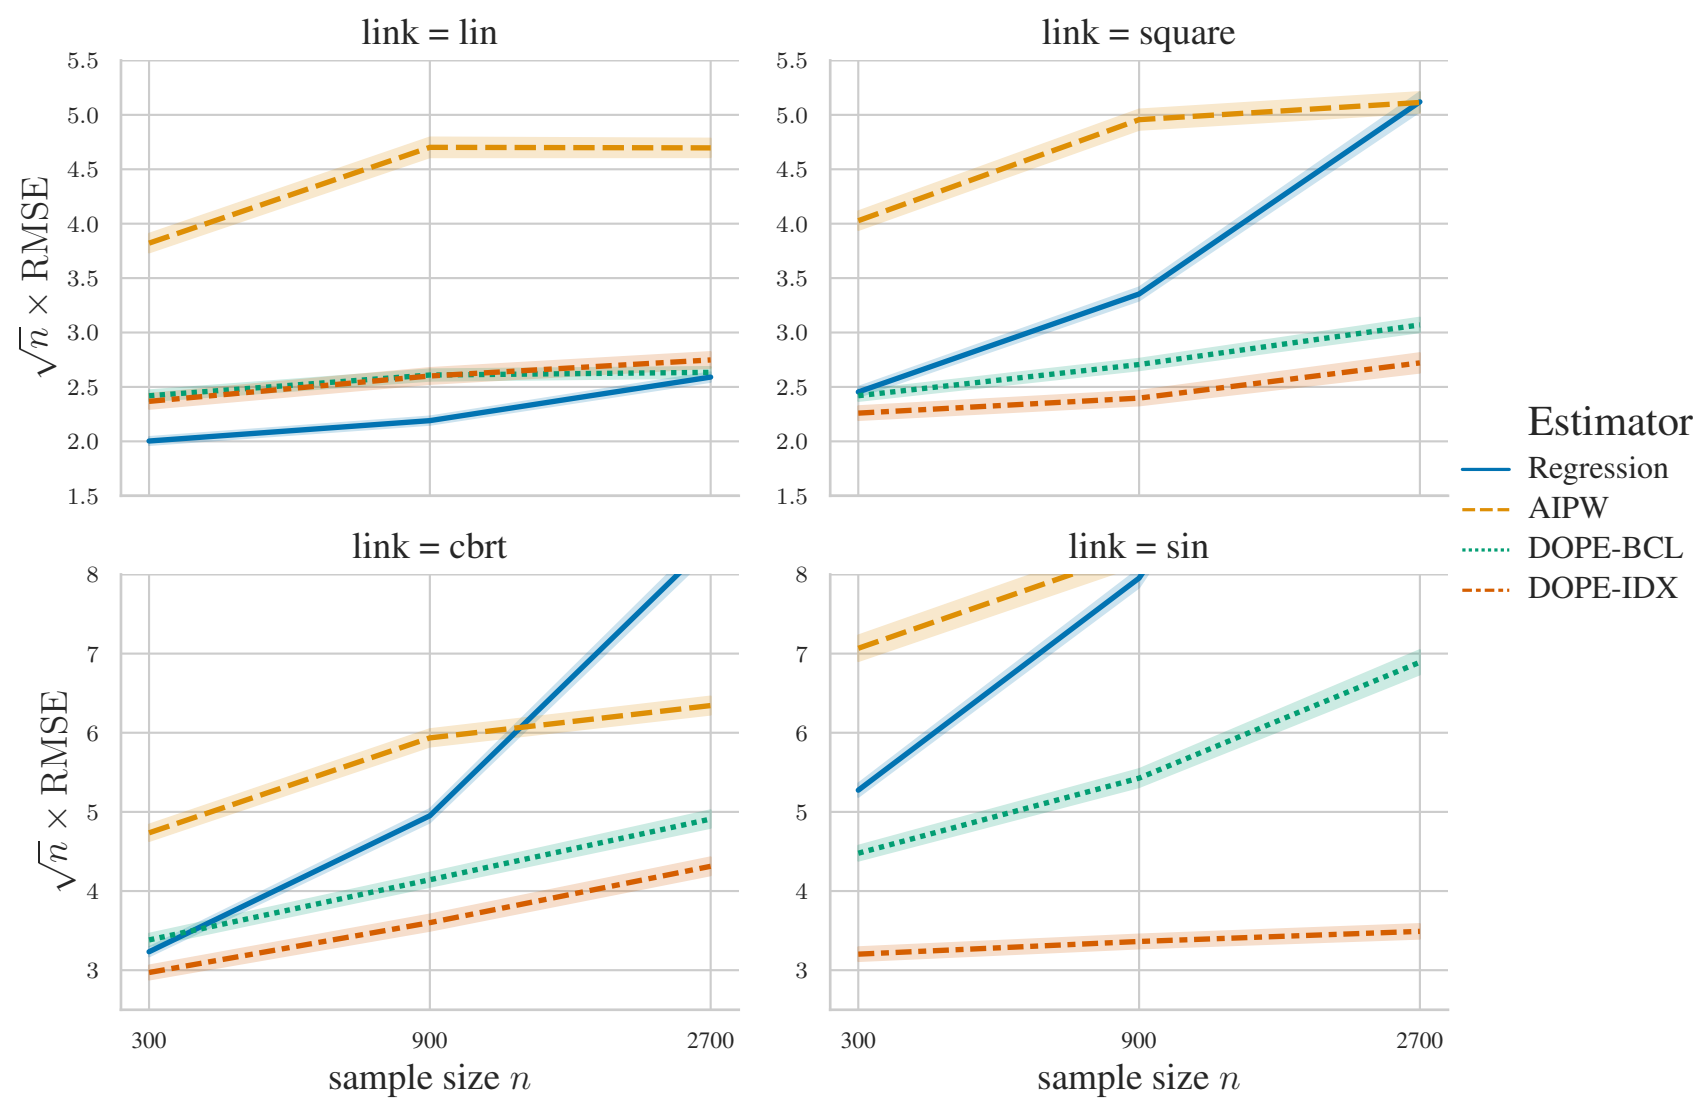 link = lin
link = square
5.5
5.0
4.5
4.0
3.5
3.0
2.5
2.0
1.5
√n × RMSE
5.5
5.0
4.5
4.0
3.5
3.0
2.5
2.0
1.5
link = cbrt
link = sin
8
7
6
5
4
3
√n × RMSE
8
7
6
5
4
3
300
900
2700
300
900
2700
sample size n
sample size n
Estimator
Regression
AIPW
DOPE-BCL
DOPE-IDX